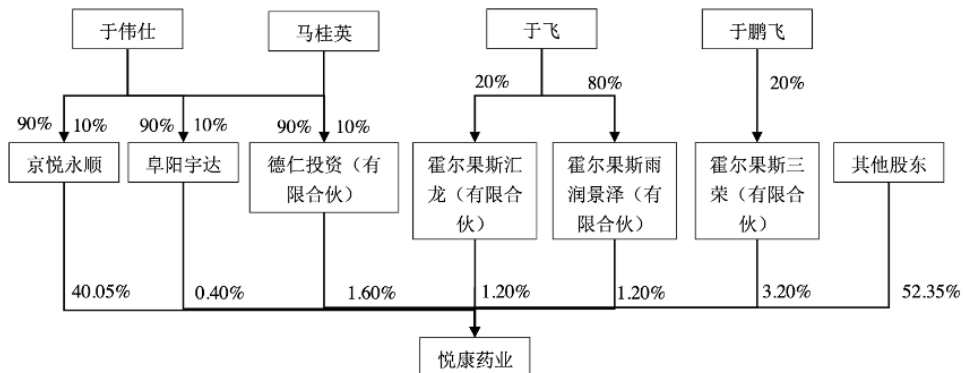 于伟仕
马桂英
于飞
于鹏飞
20%
80%
20%
90%
10%
90%
10%
90%
10%
京悦永顺
阜阳宇达
德仁投资（有
限合伙）
霍尔果斯汇
龙（有限合
伙）
霍尔果斯雨
润景泽（有
限合伙）
霍尔果斯三
荣（有限合
伙）
其他股东
40.05%
0.40%
1.60%
1.20%
1.20%
3.20%
52.35%
悦康药业